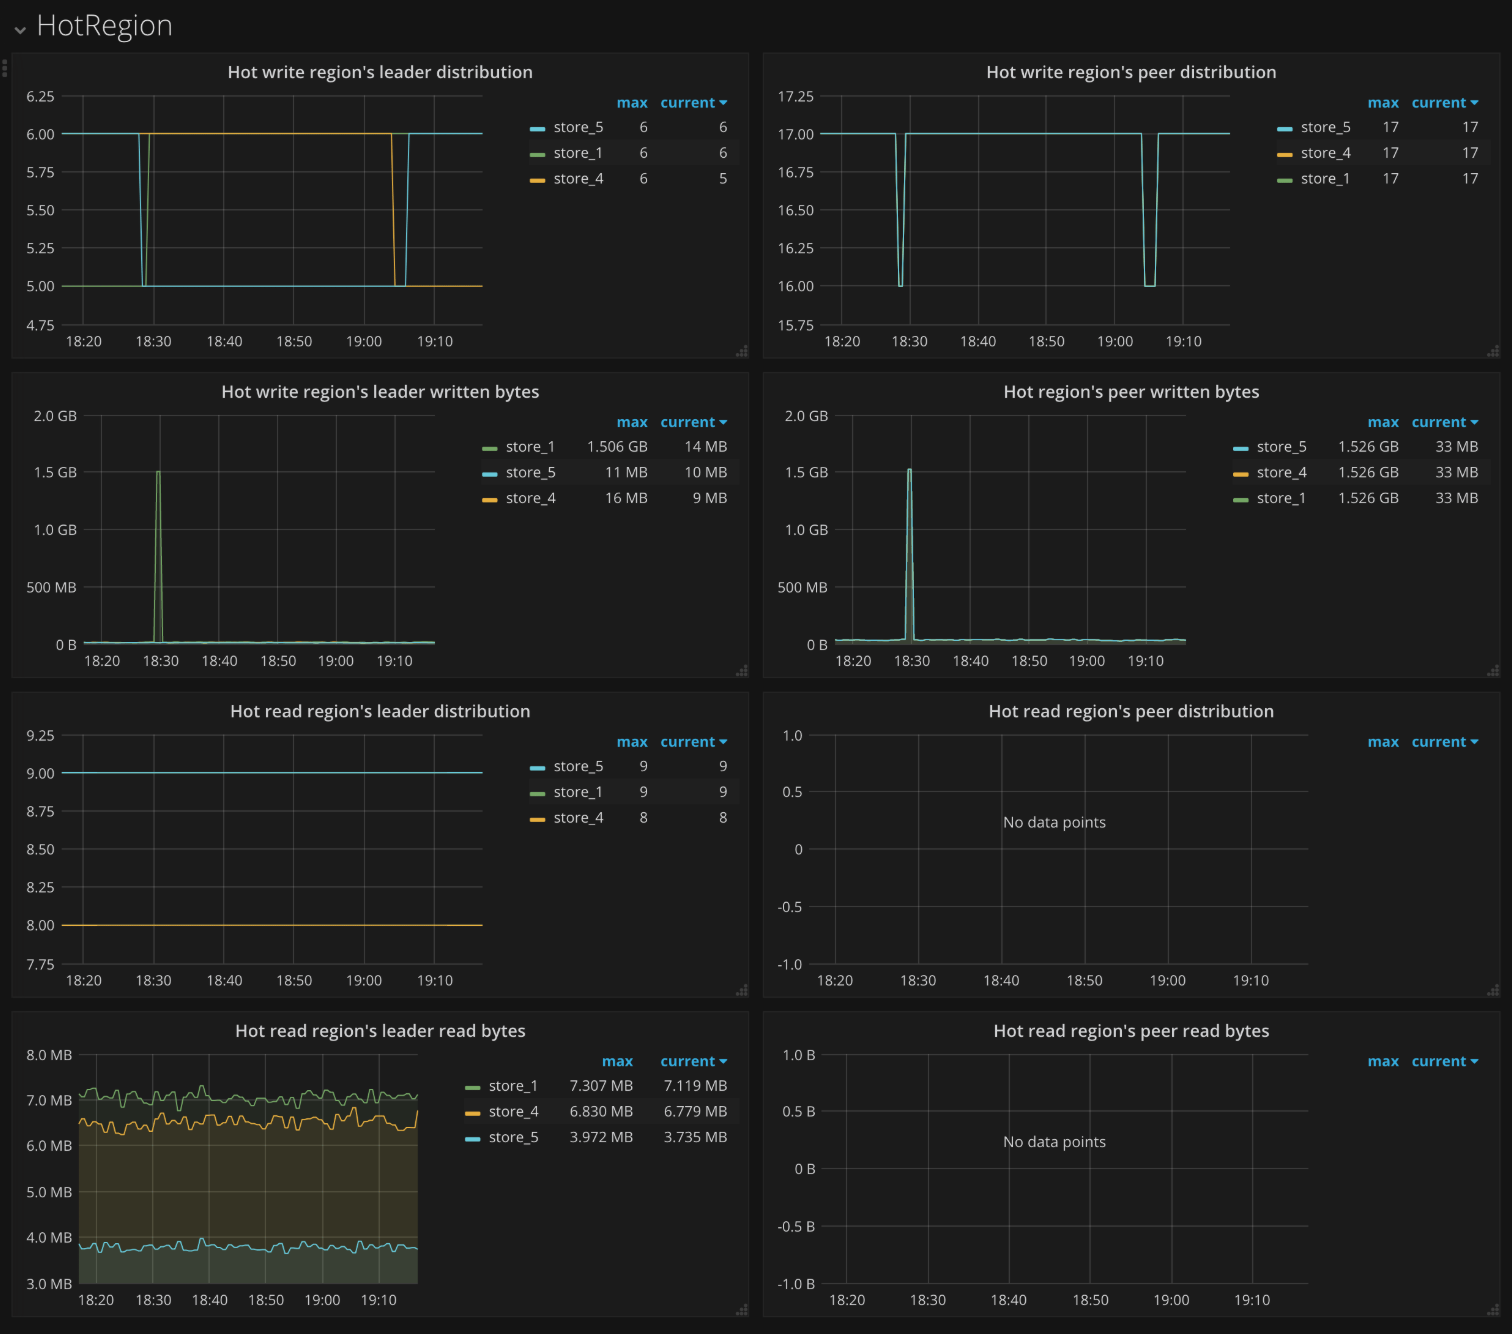 HotRegion
Hot write region's leader distribution
6.25
6.00
5.75
5.50
5.25
5.00
4.75
18:20 18:30 18:40 18:50 19:00 19:10
max current
store_5 6 6
store_1 6 6
store_4 6 5
Hot write region's peer distribution
17.25
17.00
16.75
16.50
16.25
16.00
15.75
18:20 18:30 18:40 18:50 19:00 19:10
max current
store_5 17 17
store_4 17 17
store_1 17 17
Hot write region's leader written bytes
2.0 GB
1.5 GB
1.0 GB
500 MB
0 B
18:20 18:30 18:40 18:50 19:00 19:10
max current
store_1 1.506 GB 14 MB
store_5 11 MB 10 MB
store_4 16 MB 9 MB
Hot region's peer written bytes
2.0 GB
1.5 GB
1.0 GB
500 MB
0 B
18:20 18:30 18:40 18:50 19:00 19:10
max current
store_5 1.526 GB 33 MB
store_4 1.526 GB 33 MB
store_1 1.526 GB 33 MB
Hot read region's leader distribution
9.25
9.00
8.75
8.50
8.25
8.00
7.75
18:20 18:30 18:40 18:50 19:00 19:10
max current
store_5 9 9
store_1 9 9
store_4 8 8
Hot read region's peer distribution
1.0
0.5
0
-0.5
-1.0
No data points
18:20 18:30 18:40 18:50 19:00 19:10
max current
Hot read region's leader read bytes
8.0 MB
7.0 MB
6.0 MB
5.0 MB
4.0 MB
3.0 MB
18:20 18:30 18:40 18:50 19:00 19:10
max current
store_1 7.307 MB 7.119 MB
store_4 6.830 MB 6.779 MB
store_5 3.972 MB 3.735 MB
Hot read region's peer read bytes
1.0 B
0.5 B
0 B
-0.5 B
-1.0 B
No data points
18:20 18:30 18:40 18:50 19:00 19:10
max current